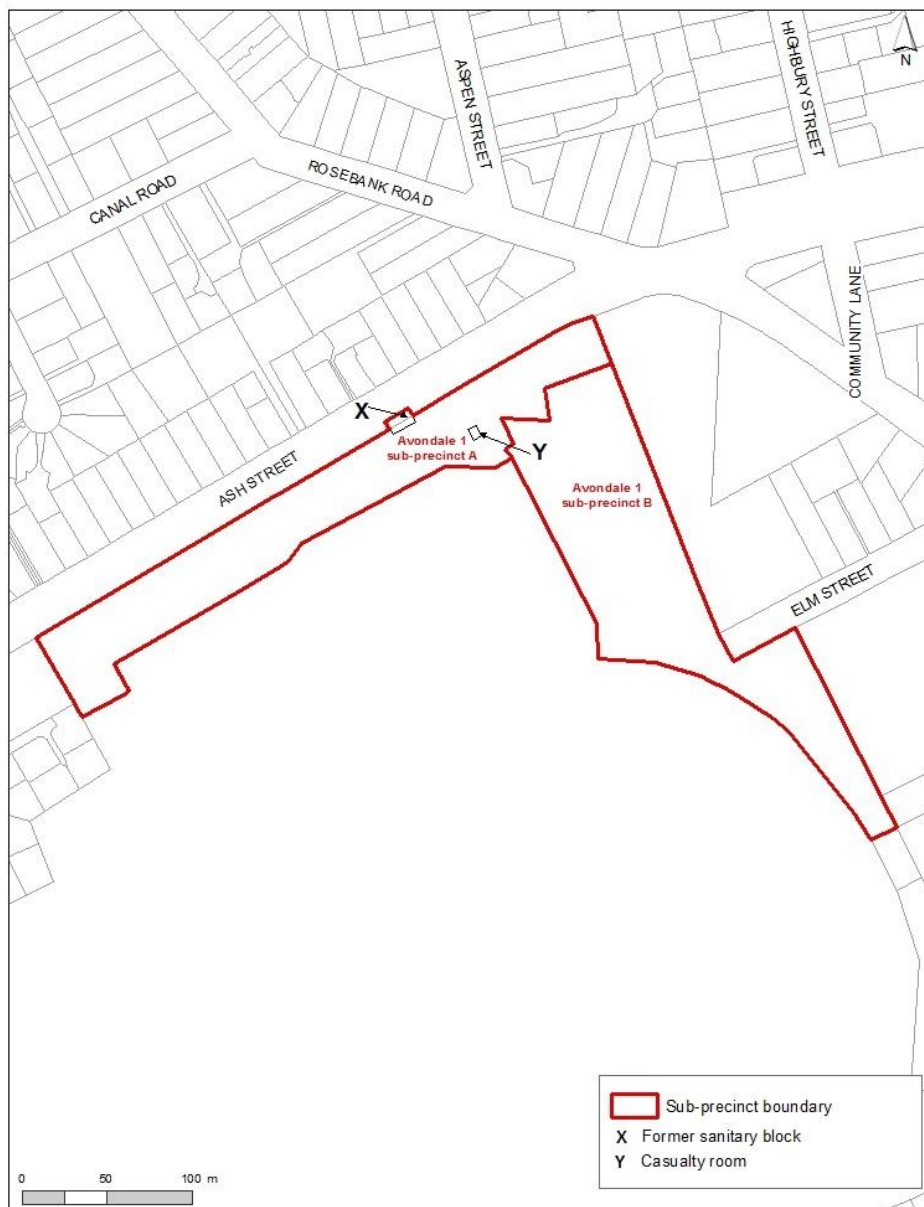 N
ASPEN STREET
HIGHBURY STREET
CANAL ROAD
ROSEBANK ROAD
COMMUNITY LANE
X
Avondale 1
sub-precinct A
Y
ASH STREET
Avondale 1
sub-precinct B
ELM STREET
Sub-precinct boundary
X Former sanitary block
Y Casualty room
0 50 100 m